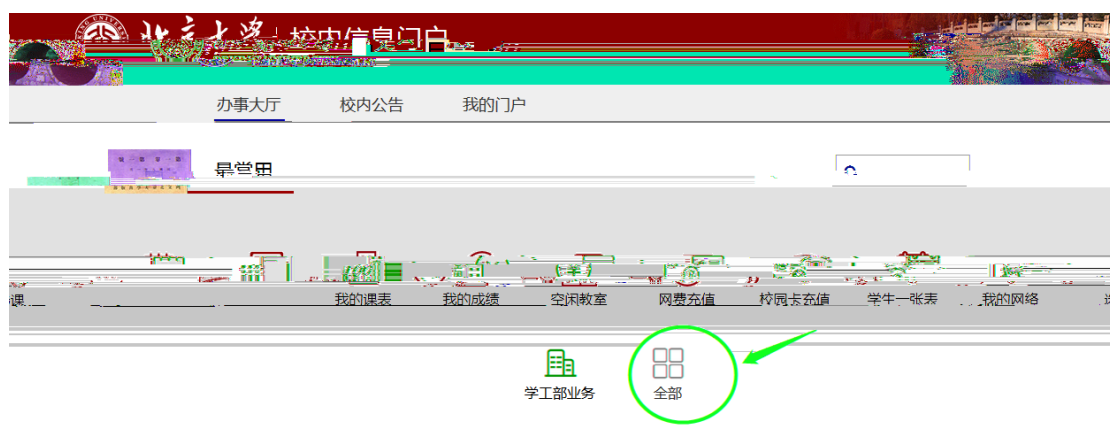 北京大学 校内信息门户
办事大厅 校内公告 我的门户
最常用
课 我的课表 我的成绩 空闲教室 网费充值 校园卡充值 学生一张表 我的网络
学工部业务 全部